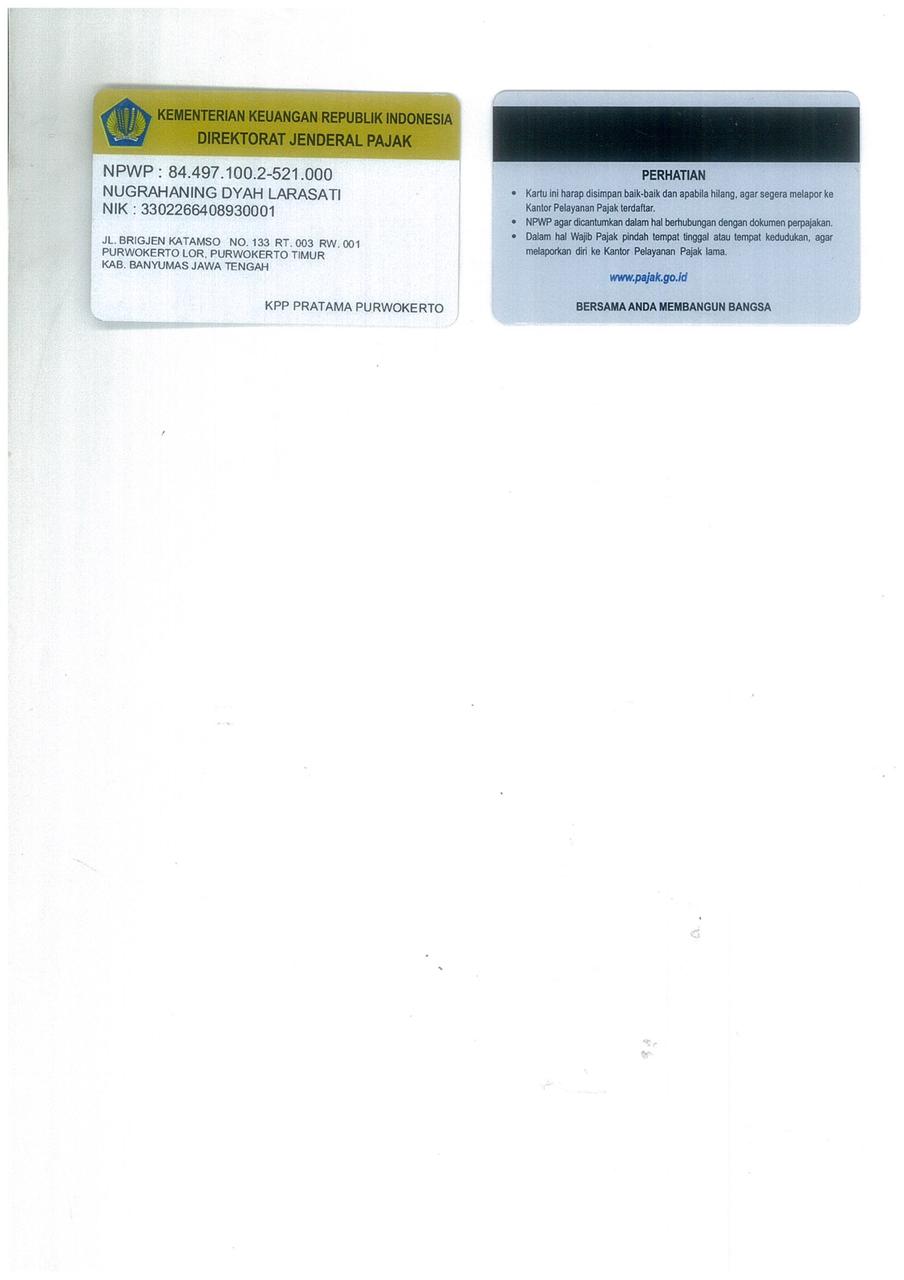 KEMENTERIAN KEUANGAN REPUBLIK INDONESIA
DIREKTORAT JENDERAL PAJAK
NPWP : 84.497.100.2-521.000
NUGRAHANING DYAH LARASATI
NIK : 3302266408930001
JL. BRIGJEN KATAMSO NO. 133 RT. 003 RW. 001
PURWOKERTO LOR, PURWOKERTO TIMUR
KAB. BANYUMAS JAWA TENGAH
KPP PRATAMA PURWOKERTO
PERHATIAN
• Kartu ini harap disimpan baik-baik dan apabila hilang, agar segera melapor ke
Kantor Pelayanan Pajak terdaftar.
• NPWP agar dicantumkan dalam hal berhubungan dengan dokumen perpajakan.
• Dalam hal Wajib Pajak pindah tempat tinggal atau tempat kedudukan, agar
melaporkan diri ke Kantor Pelayanan Pajak lama.
www.pajak.go.id
BERSAMA ANDA MEMBANGUN BANGSA